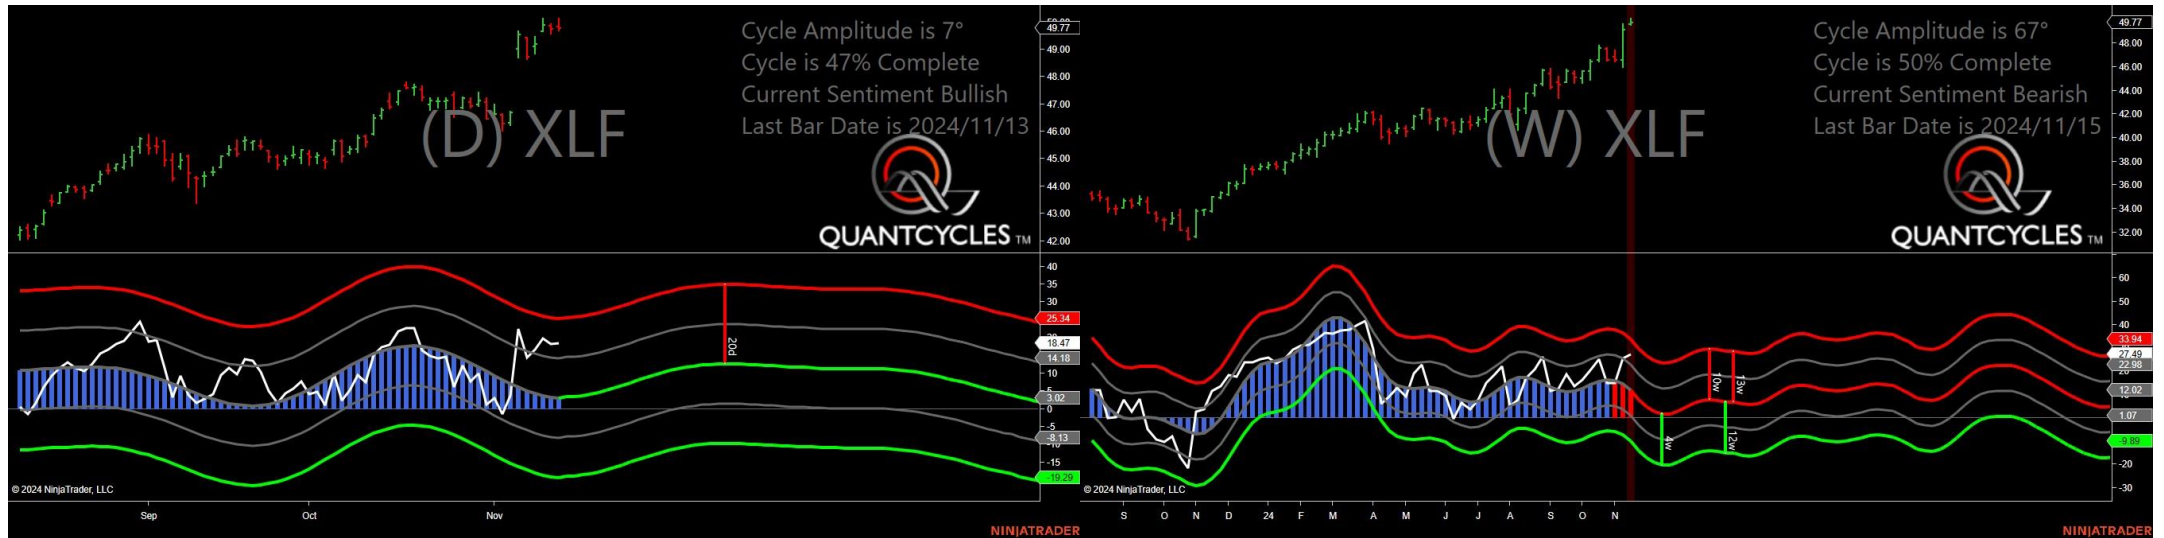 Cycle Amplitude is 7°
Cycle is 47% Complete
Current Sentiment Bullish
Last Bar Date is 2024/11/13
(D) XLF
QUANTCYCLES TM
49.77
49.00
48.00
47.00
46.00
45.00
44.00
43.00
42.00
40
35
30
25.34
18.47
14.18
10
5
3.02
0
-5
-8.13
-15
-19.29
20d
© 2024 NinjaTrader, LLC
Sep Oct Nov
NINJATRADER
Cycle Amplitude is 67°
Cycle is 50% Complete
Current Sentiment Bearish
Last Bar Date is 2024/11/15
(W) XLF
QUANTCYCLES TM
49.77
48.00
46.00
44.00
42.00
40.00
38.00
36.00
34.00
32.00
60
50
40
33.94
27.49
22.98
12.02
1.07
-9.89
-20
-30
10w
13w
4w
12w
© 2024 NinjaTrader, LLC
S O N D 24 F M A M J J A S O N
NINJATRADER